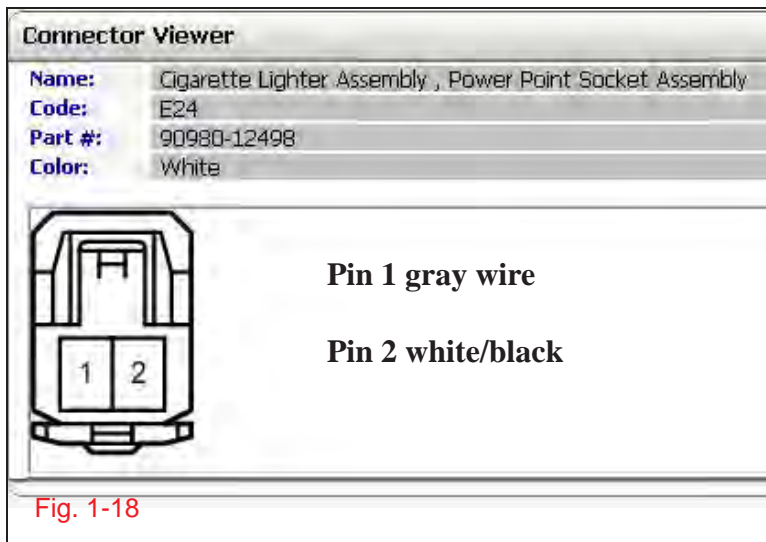 Connector Viewer
Name: Cigarette Lighter Assembly , Power Point Socket Assembly
Code: E24
Part #: 90980-12498
Color: White
Pin 1 gray wire
Pin 2 white/black
1 2
Fig. 1-18